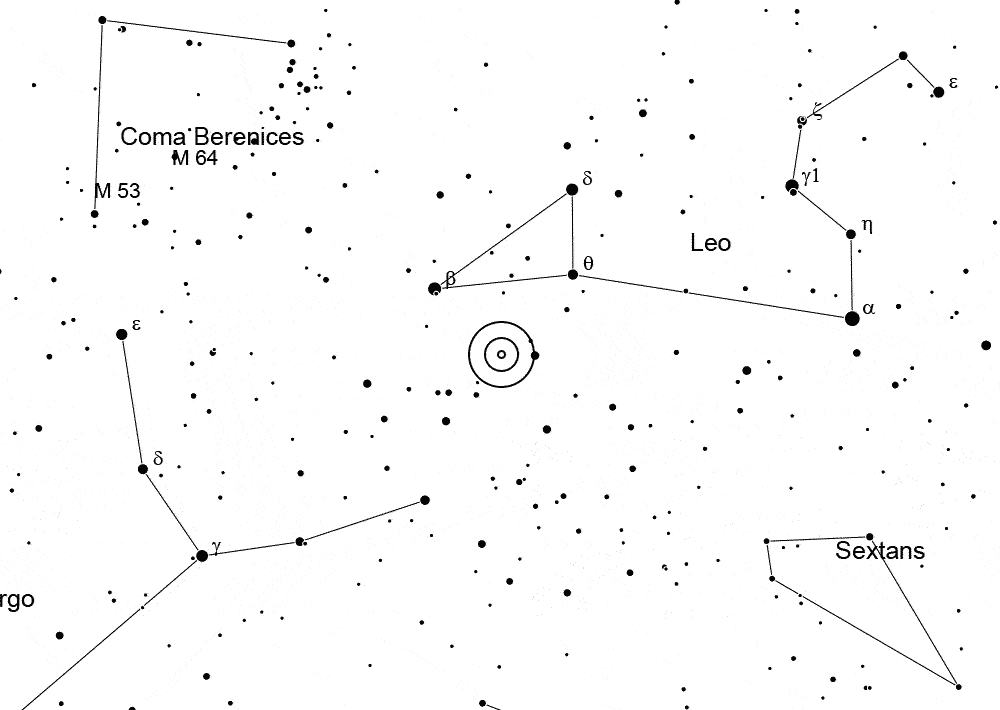 ε
ζ
Coma Berenices
M 64
γ1
δ
M 53
η
Leo
θ
β
α
ε
δ
γ
Sextans
rgo